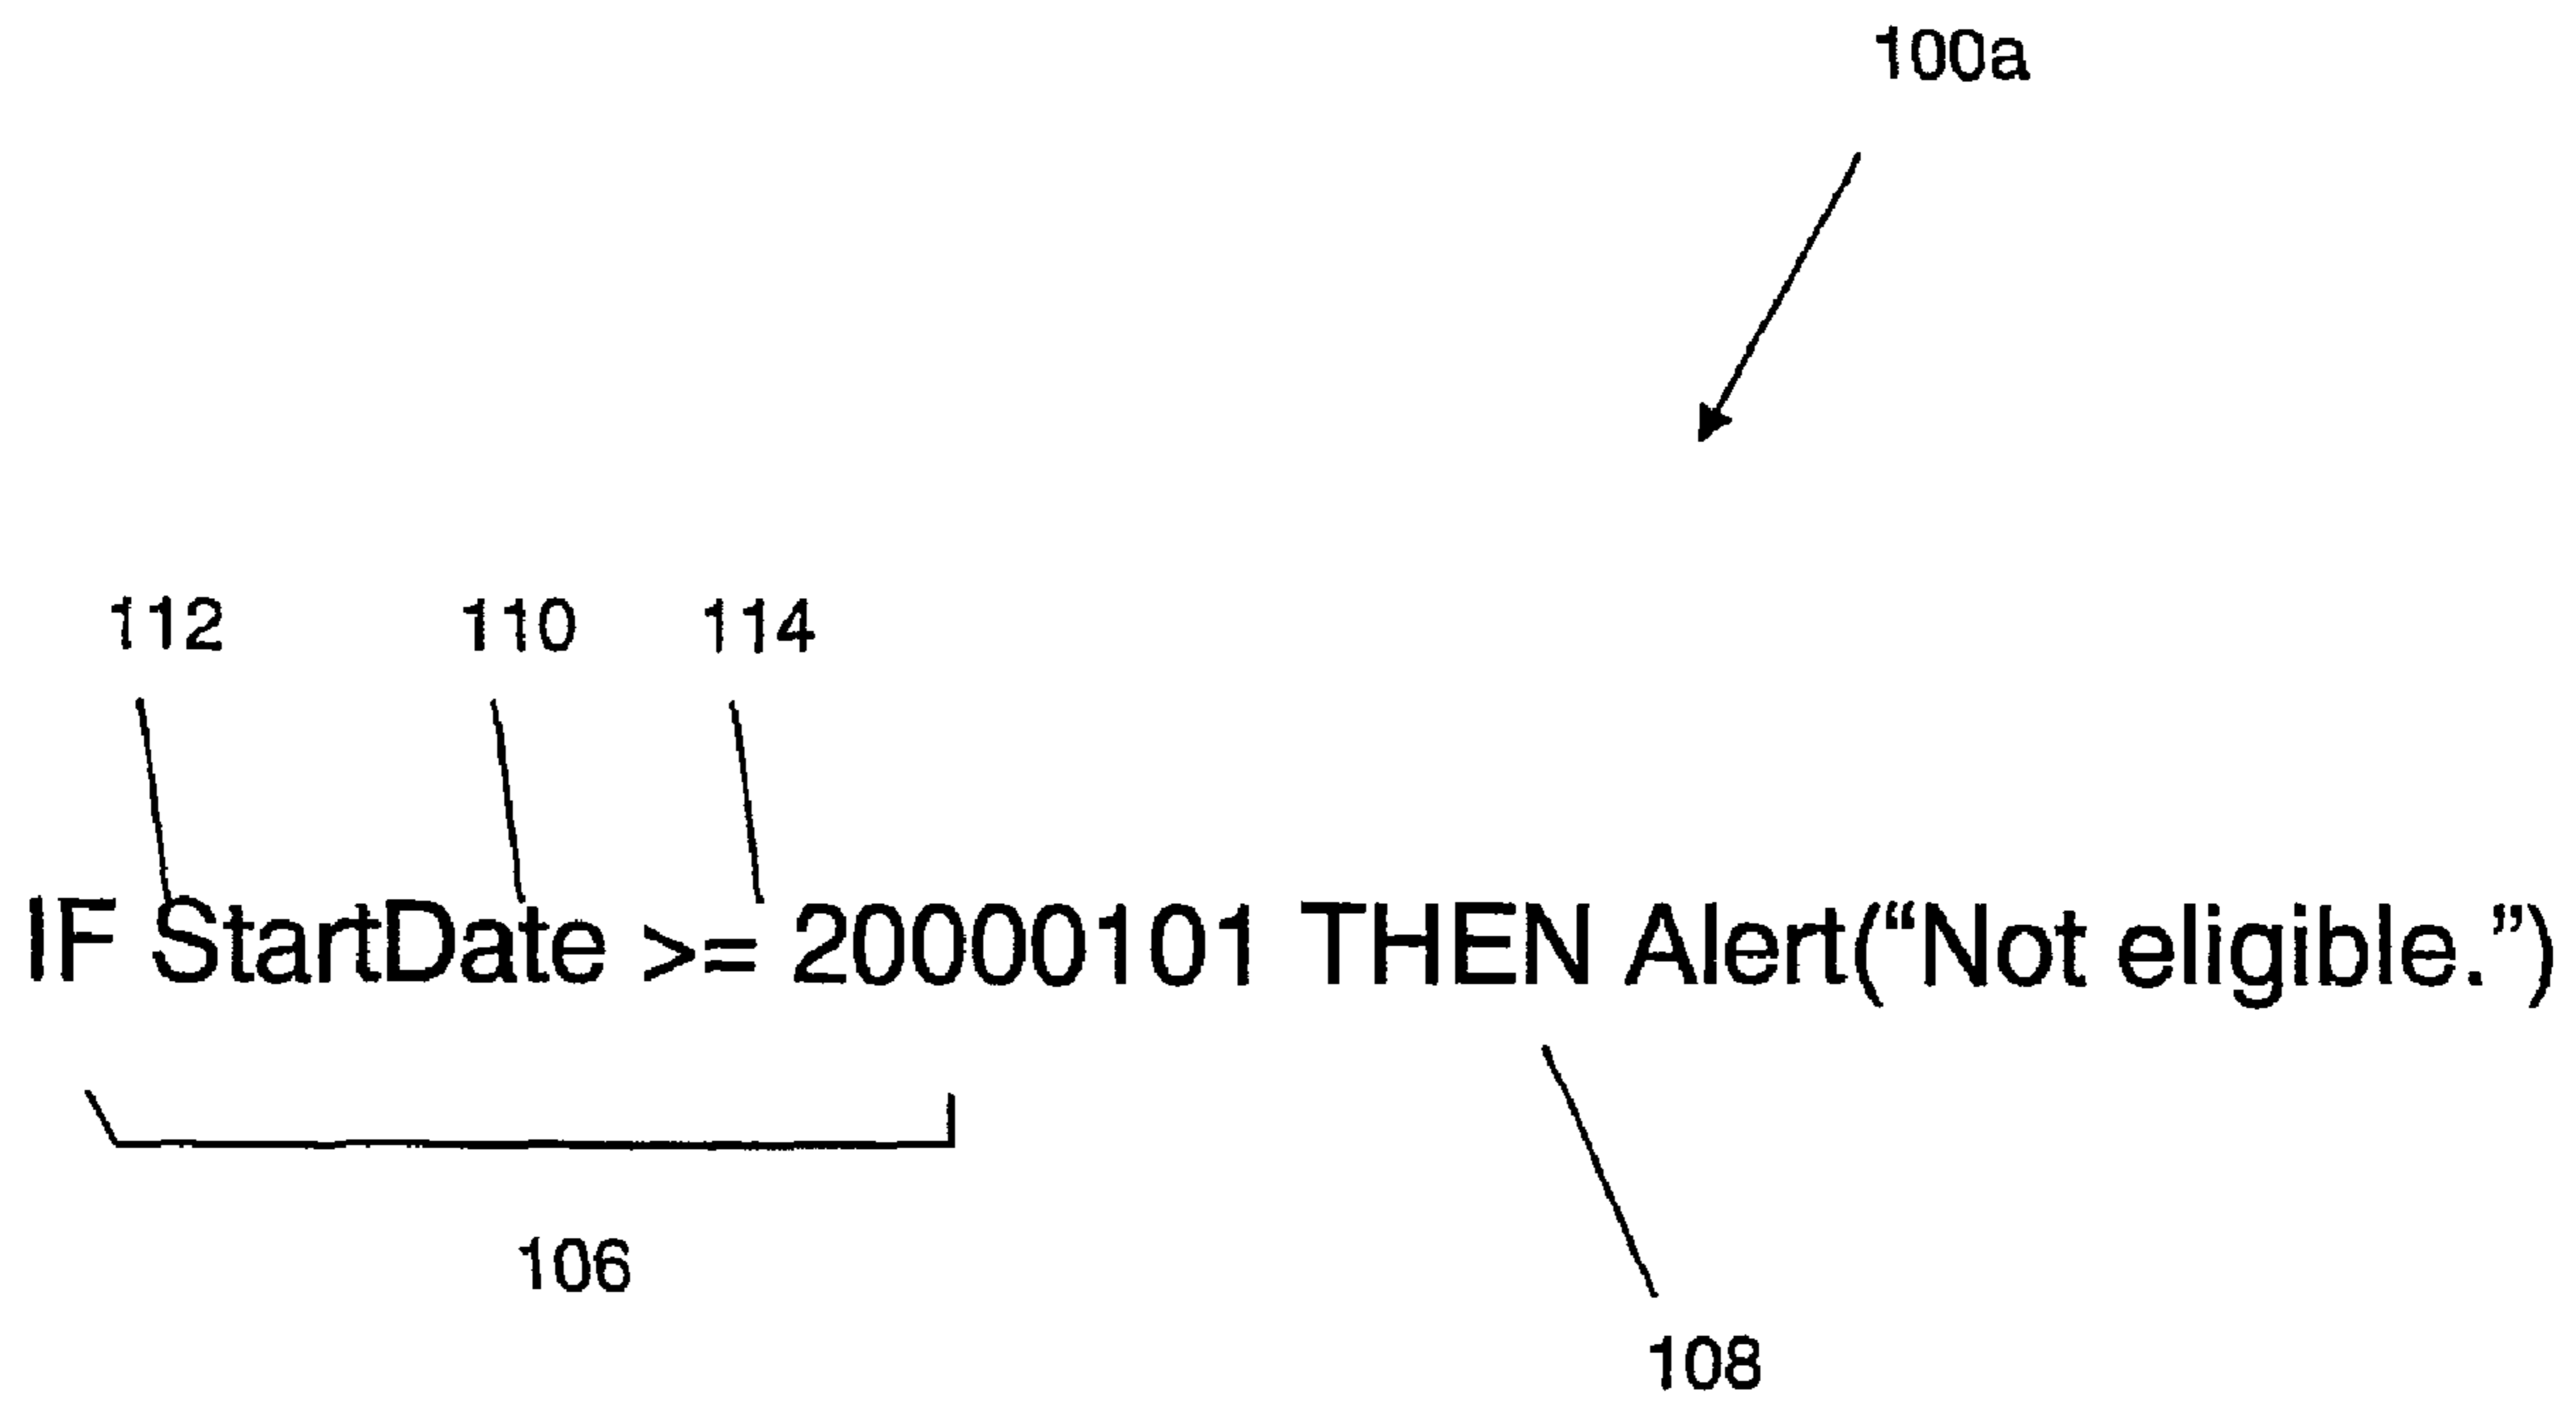 100a
112 110 114
IF StartDate >= 20000101 THEN Alert(“Not eligible.”)
106
108